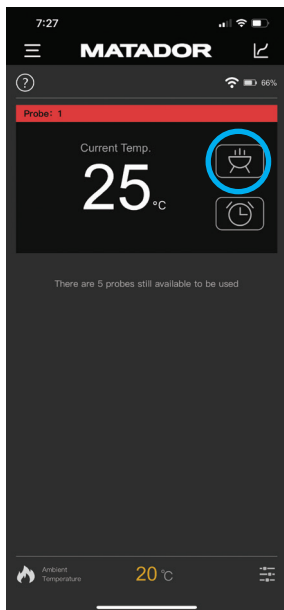 7:27
MATADOR
?
66%
Probe: 1
Current Temp.
25 °C
There are 5 probes still available to be used
Ambient
Temperature
20 °C